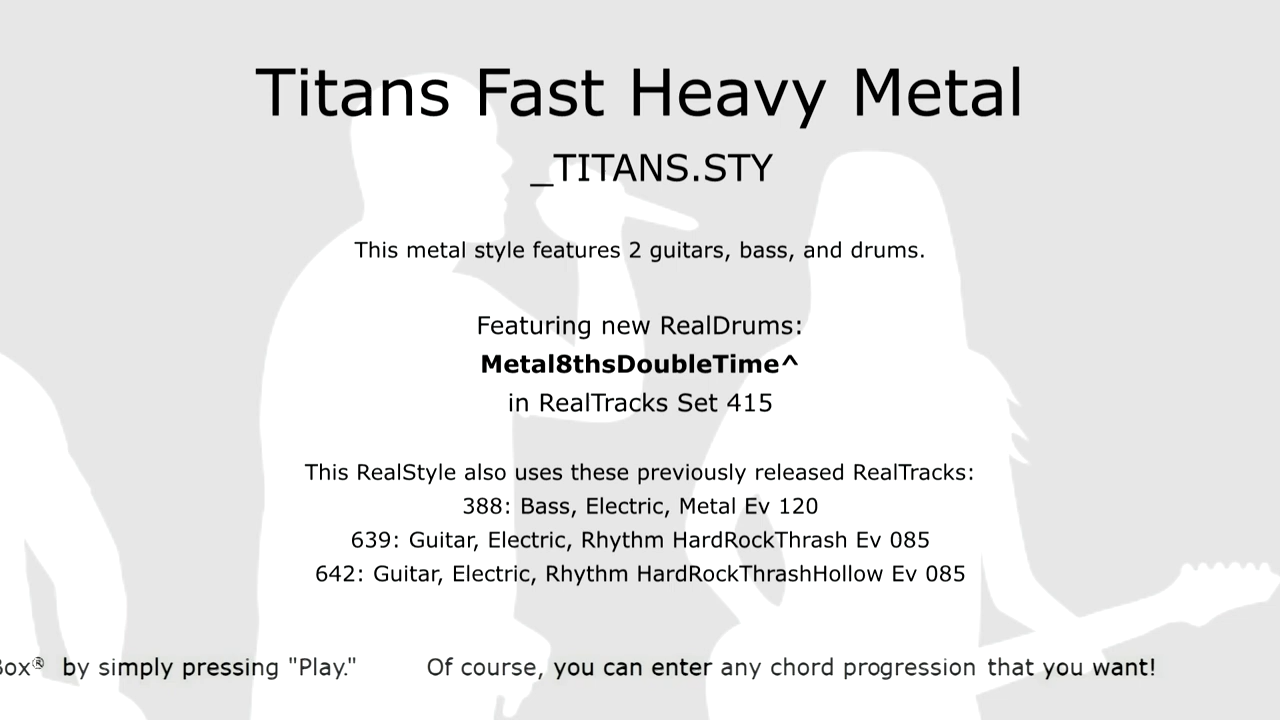 Titans Fast Heavy Metal
_TITANS.STY
This metal style features 2 guitars, bass, and drums.
Featuring new RealDrums:
Metal8thsDoubleTime^
in RealTracks Set 415
This RealStyle also uses these previously released RealTracks:
388: Bass, Electric, Metal Ev 120
639: Guitar, Electric, Rhythm HardRockThrash Ev 085
642: Guitar, Electric, Rhythm HardRockThrashHollow Ev 085
Box® by simply pressing "Play." Of course, you can enter any chord progression that you want!